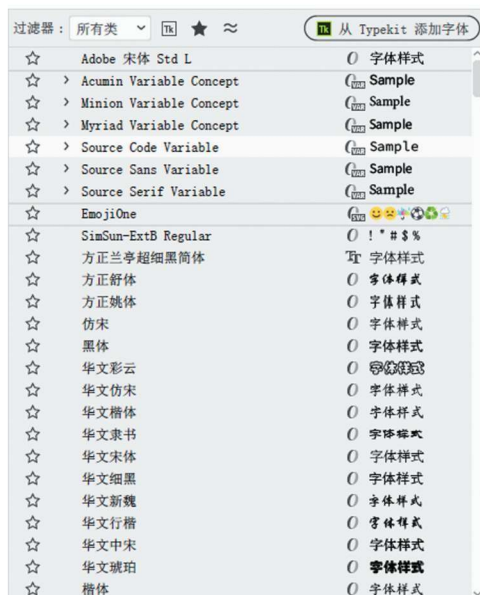 过滤器： 所有类 Tk 从 Typekit 添加字体
Adobe 宋体 Std L 字体样式
Acumin Variable Concept Sample
Minion Variable Concept Sample
Myriad Variable Concept Sample
Source Code Variable Sample
Source Sans Variable Sample
Source Serif Variable Sample
EmojiOne
SimSun-ExtB Regular !"#$%
方正兰亭超细黑简体 字体样式
方正舒体 字体样式
方正姚体 字体样式
仿宋 字体样式
黑体 字体样式
华文彩云 字体样式
华文仿宋 字体样式
华文楷体 字体样式
华文隶书 字体样式
华文宋体 字体样式
华文细黑 字体样式
华文新魏 字体样式
华文行楷 字体样式
华文中宋 字体样式
华文琥珀 字体样式
楷体 字体样式